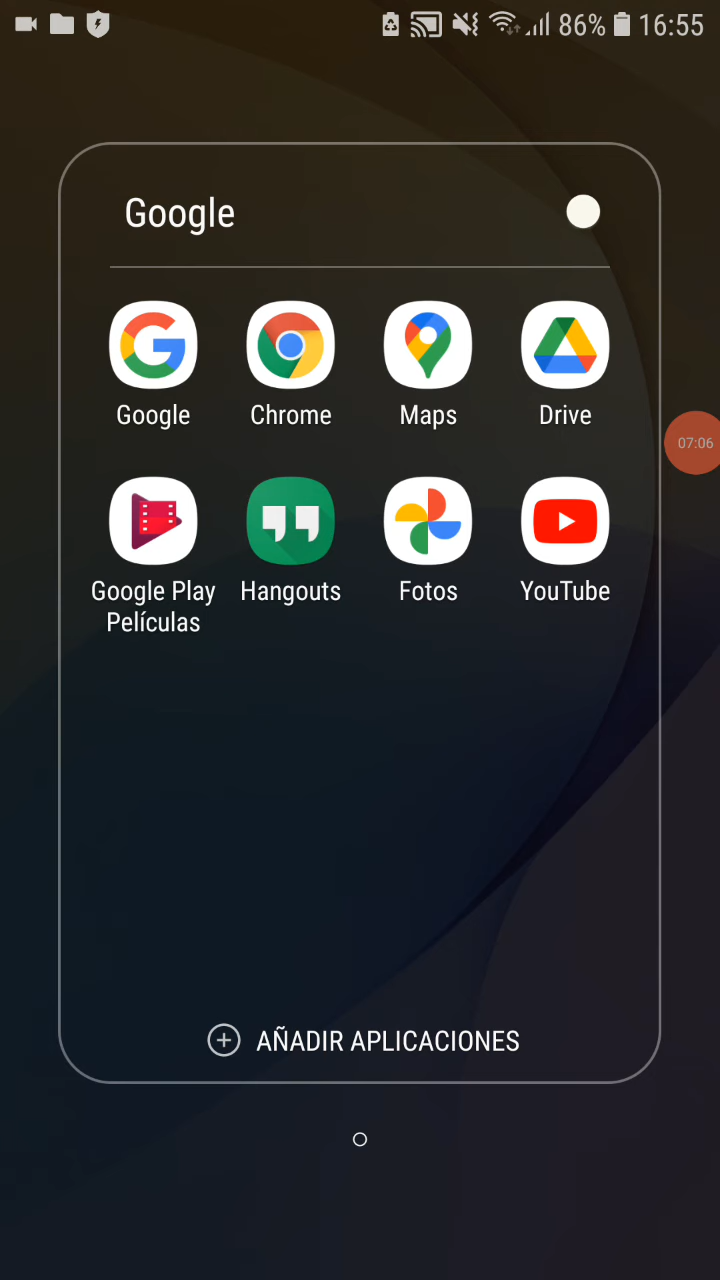 86% 16:55
Google
Google Chrome Maps Drive
07:06
Google Play Películas Hangouts Fotos YouTube
AÑADIR APLICACIONES